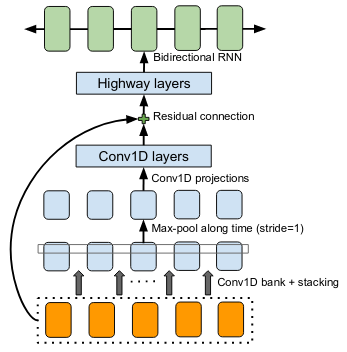 Bidirectional RNN
Highway layers
Residual connection
Conv1D layers
Conv1D projections
Max-pool along time (stride=1)
Conv1D bank + stacking